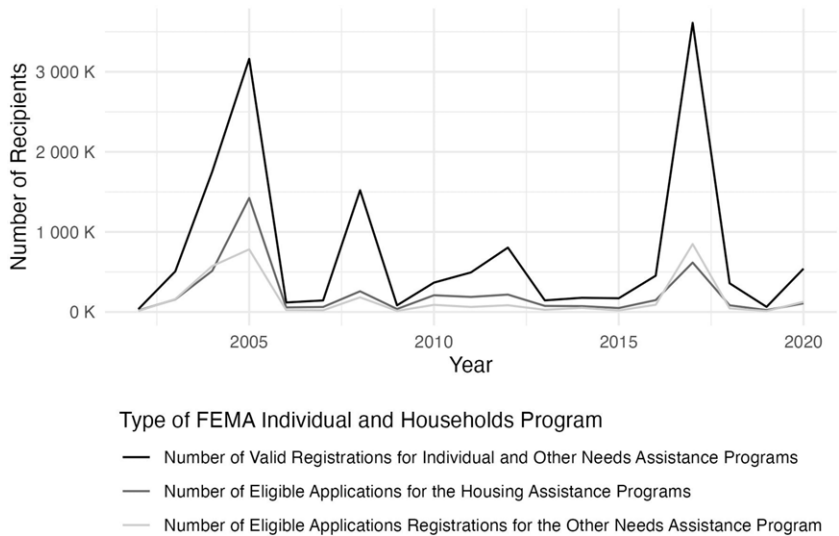 Number of Recipients
3 000 K
2 000 K
1 000 K
0 K
2005 2010 2015 2020
Year
Type of FEMA Individual and Households Program
Number of Valid Registrations for Individual and Other Needs Assistance Programs
Number of Eligible Applications for the Housing Assistance Programs
Number of Eligible Applications Registrations for the Other Needs Assistance Program